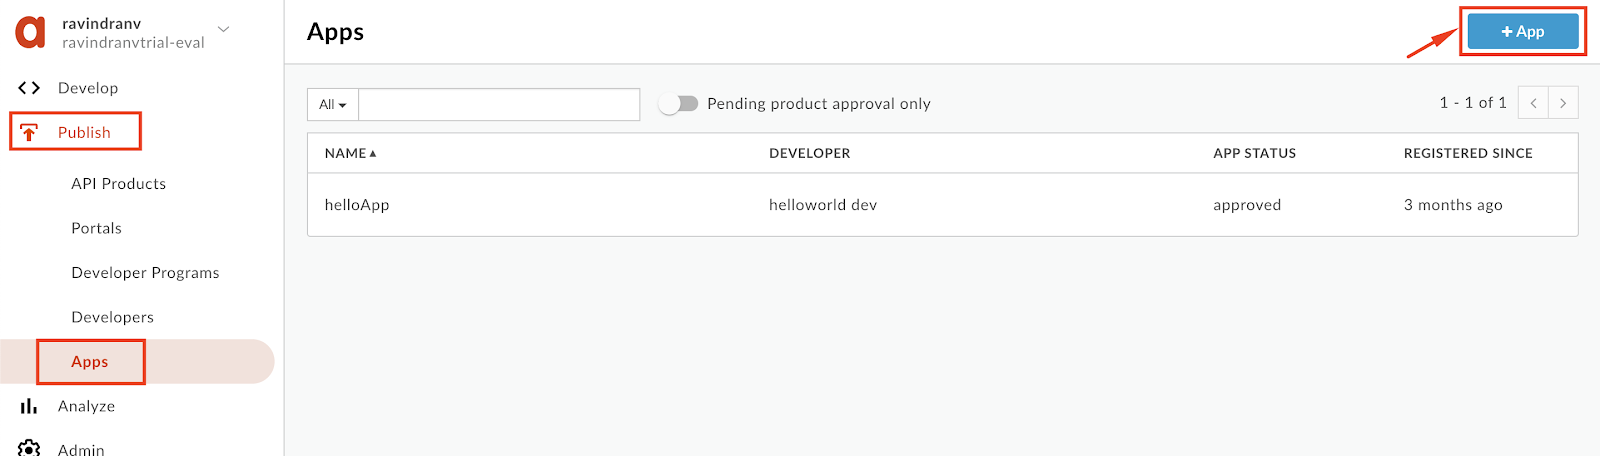 ravindranv
ravindranvtrial-eval
Develop
Publish
API Products
Portals
Developer Programs
Developers
Apps
Analyze
Admin
Apps
+ App
All
Pending product approval only
1 - 1 of 1
NAME DEVELOPER APP STATUS REGISTERED SINCE
helloApp helloworld dev approved 3 months ago